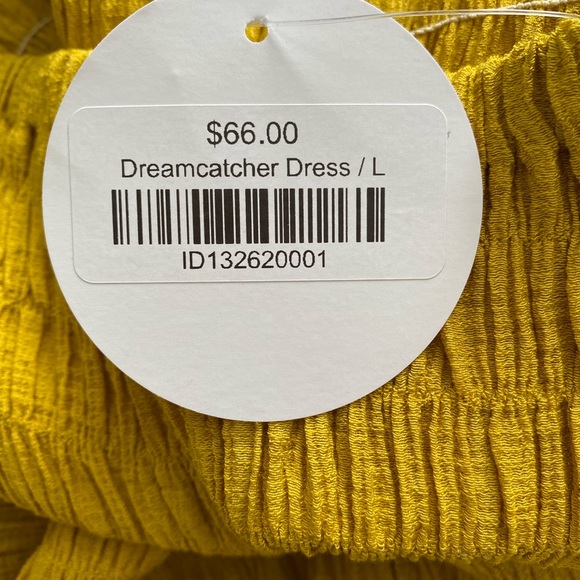 $66.00
Dreamcatcher Dress / L
ID132620001